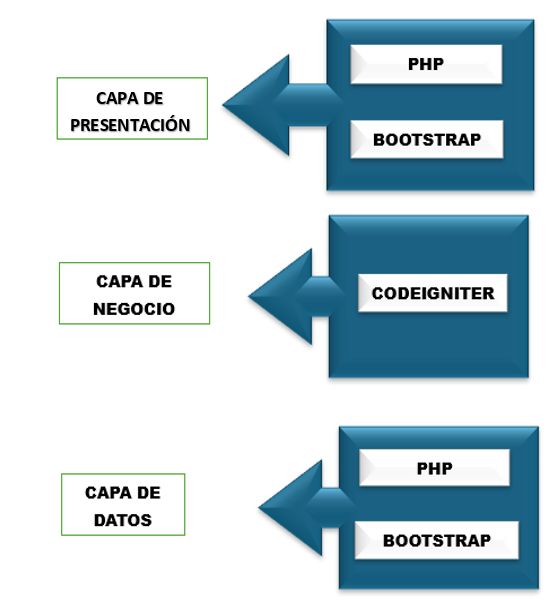 CAPA DE
PRESENTACIÓN
PHP
BOOTSTRAP
CAPA DE
NEGOCIO
CODEIGNITER
CAPA DE
DATOS
PHP
BOOTSTRAP